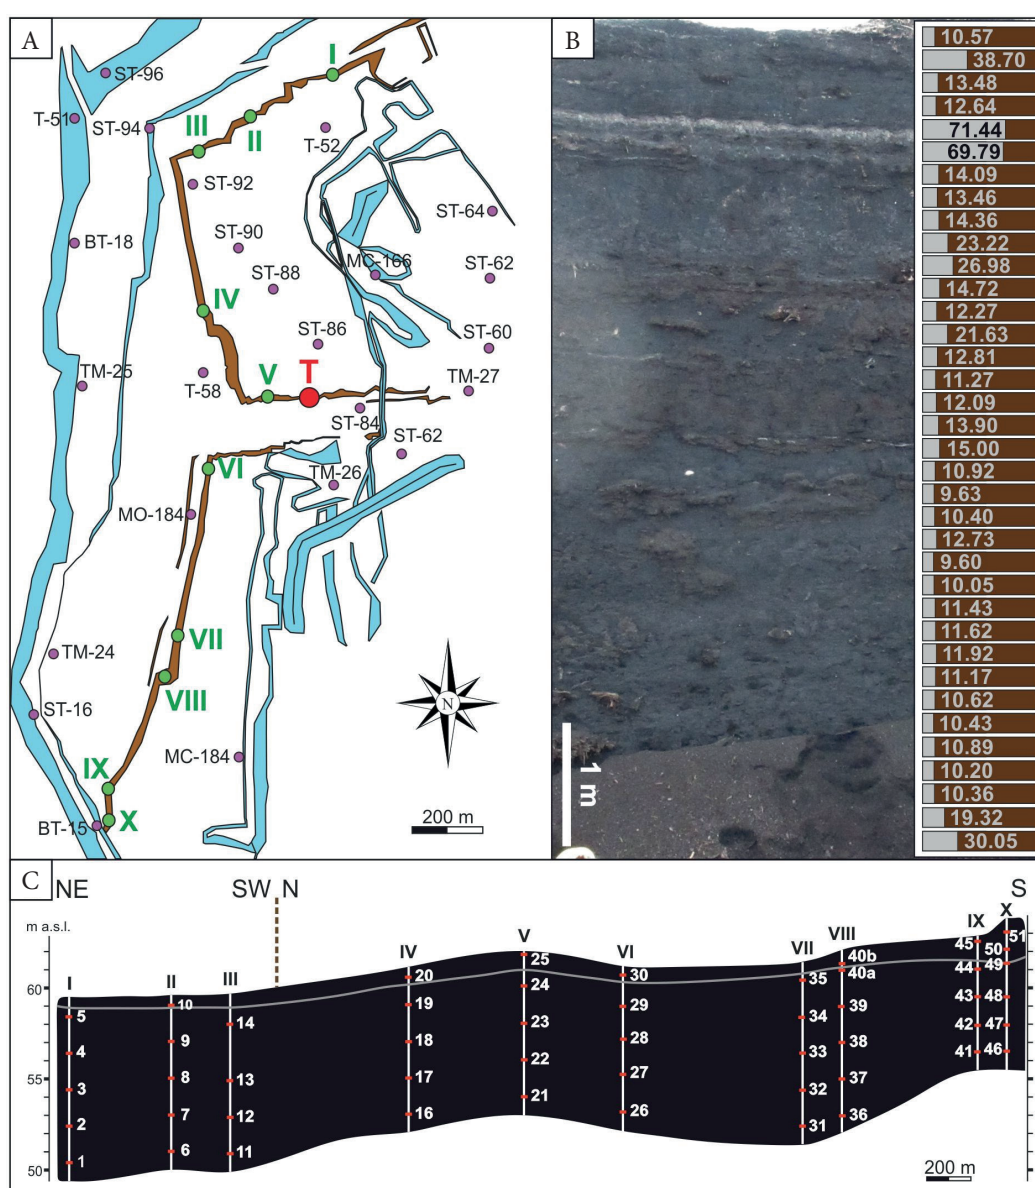 A
ST-96
I
T-51
ST-94
III
II
T-52
ST-92
ST-64
BT-18
ST-90
MC-166
ST-62
ST-88
IV
ST-86
ST-60
TM-25
T-58
V
T
TM-27
ST-84
ST-62
VI
TM-26
MO-184
VII
TM-24
VIII
N
ST-16
MC-184
IX
BT-15
X
200 m
B
1 m
10.57
38.70
13.48
12.64
71.44
69.79
14.09
13.46
14.36
23.22
26.98
14.72
12.27
21.63
12.81
11.27
12.09
13.90
15.00
10.92
9.63
10.40
12.73
9.60
10.05
11.43
11.62
11.92
11.17
10.62
10.43
10.89
10.20
10.36
19.32
30.05
C
NE
SW N
S
m a.s.l.
60
55
50
I
5
4
3
2
1
II
10
9
8
7
6
III
14
13
12
11
IV
20
19
18
17
16
V
25
24
23
22
21
VI
30
29
28
27
26
VII
35
34
33
32
31
VIII
40b
40a
39
38
37
36
IX
45
44
43
42
41
X
51
50
49
48
47
46
200 m